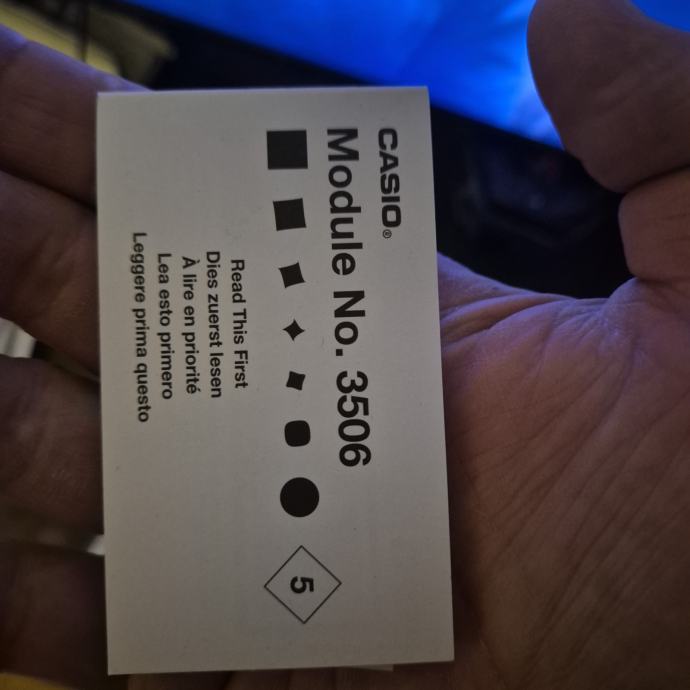 CASIO®
Module No. 3506
5
Read This First
Dies zuerst lesen
À lire en priorité
Lea esto primero
Leggere prima questo